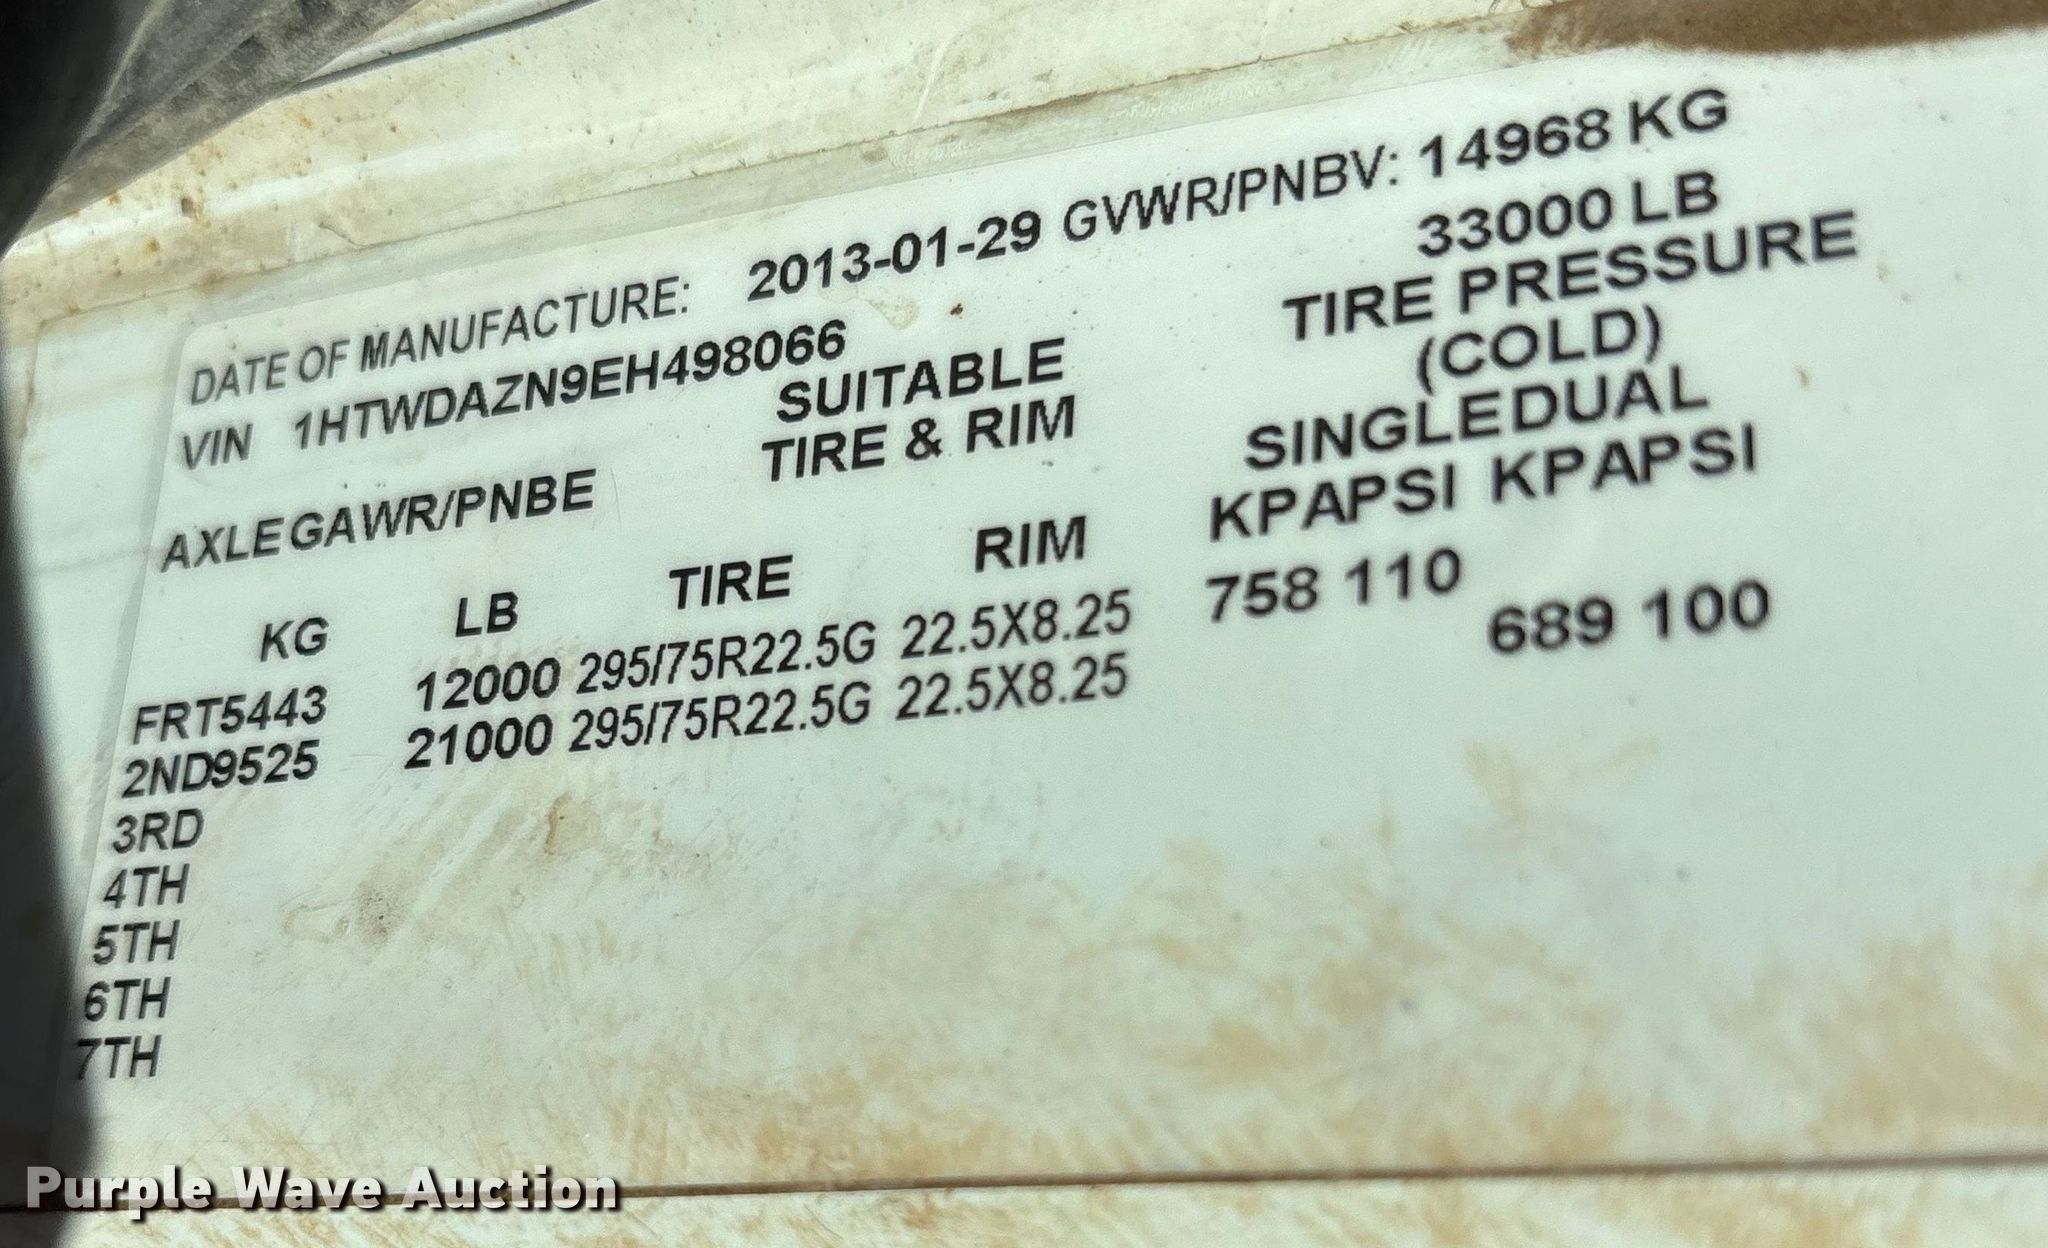 DATE OF MANUFACTURE: 2013-01-29 GVWR/PNBV: 14968 KG
VIN 1HTWDAZN9EH498066 33000 LB
SUITABLE TIRE PRESSURE
AXLE GAWR/PNBE TIRE & RIM (COLD)
SINGLEDUAL
KG LB TIRE RIM KPAPSI KPAPSI
FRT5443 12000 295/75R22.5G 22.5X8.25 758 110
2ND9525 21000 295/75R22.5G 22.5X8.25 689 100
3RD
4TH
5TH
6TH
7TH
Purple Wave Auction